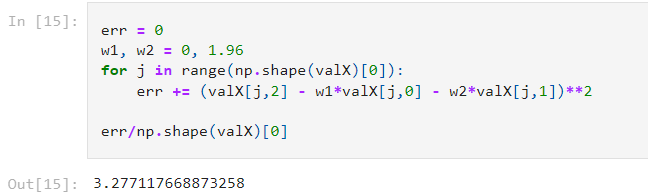 In [15]:
err = 0
w1, w2 = 0, 1.96
for j in range(np.shape(valX)[0]):
    err += (valX[j,2] - w1*valX[j,0] - w2*valX[j,1])**2
err/np.shape(valX)[0]
Out[15]: 3.277117668873258